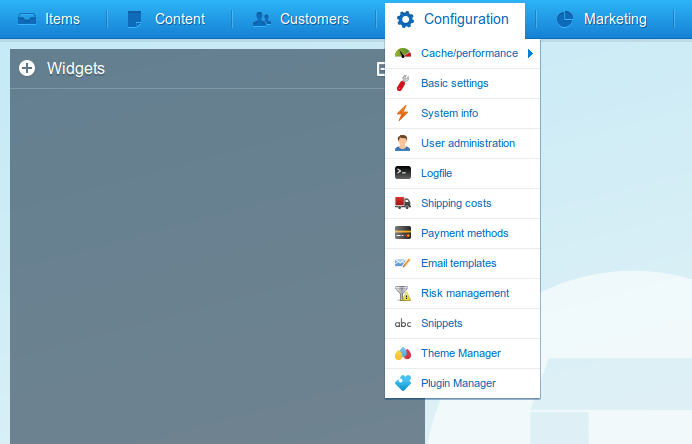 Items Content Customers Configuration Marketing
Widgets
Cache/performance
Basic settings
System info
User administration
Logfile
Shipping costs
Payment methods
Email templates
Risk management
abc Snippets
Theme Manager
Plugin Manager